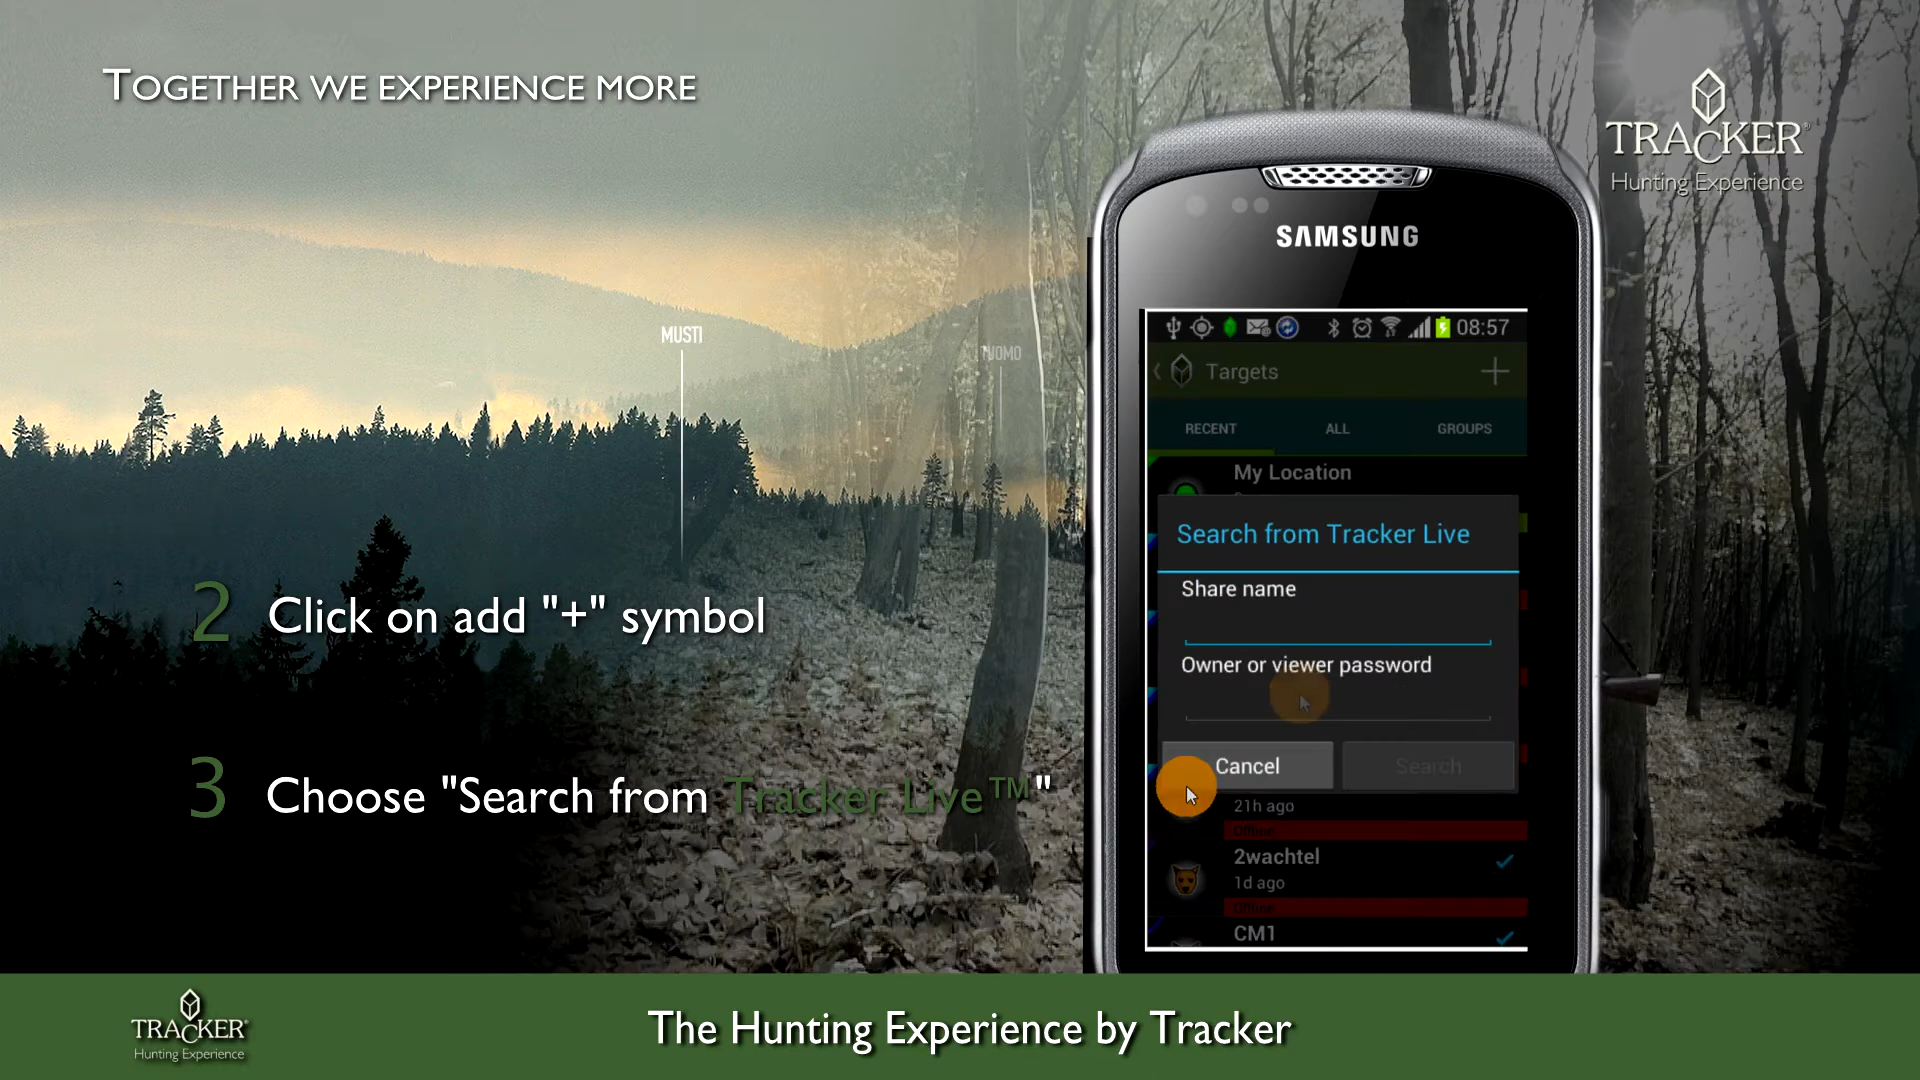 TOGETHER WE EXPERIENCE MORE
TRACKER®
Hunting Experience
MUSTI
SAMSUNG
08:57
Targets
RECENT ALL GROUPS
My Location
Search from Tracker Live
Share name
Owner or viewer password
Cancel Search
21h ago
Offline
2wachtel
1d ago
Offline
CM1
2 Click on add "+" symbol
3 Choose "Search from Tracker Live™"
TRACKER®
Hunting Experience
The Hunting Experience by Tracker